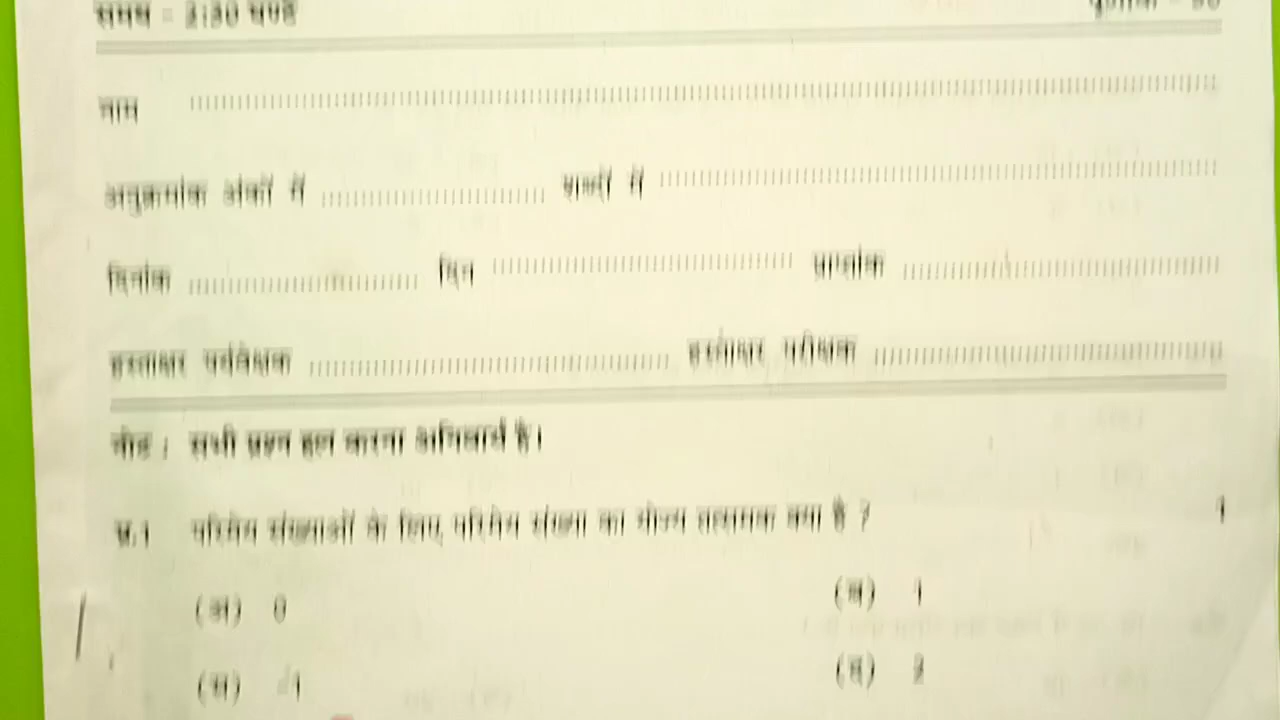 समय - 2:30 घण्टे
नाम
अनुक्रमांक अंकों में शब्दों में
दिनांक दिन प्राप्तांक
हस्ताक्षर पर्यवेक्षक हस्ताक्षर परीक्षक
नोट : सभी प्रश्न हल करना अनिवार्य है।
प्र.1 परिमेय संख्याओं के लिए परिमेय संख्या का योज्य तत्समक क्या है ? 1
(अ) 0 (ब) 1
(स) -1 (द) 2